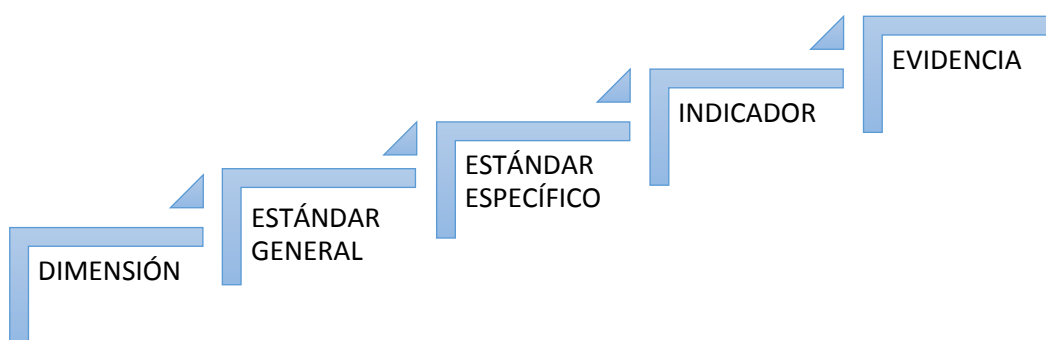 DIMENSIÓN
ESTÁNDAR
GENERAL
ESTÁNDAR
ESPECÍFICO
INDICADOR
EVIDENCIA